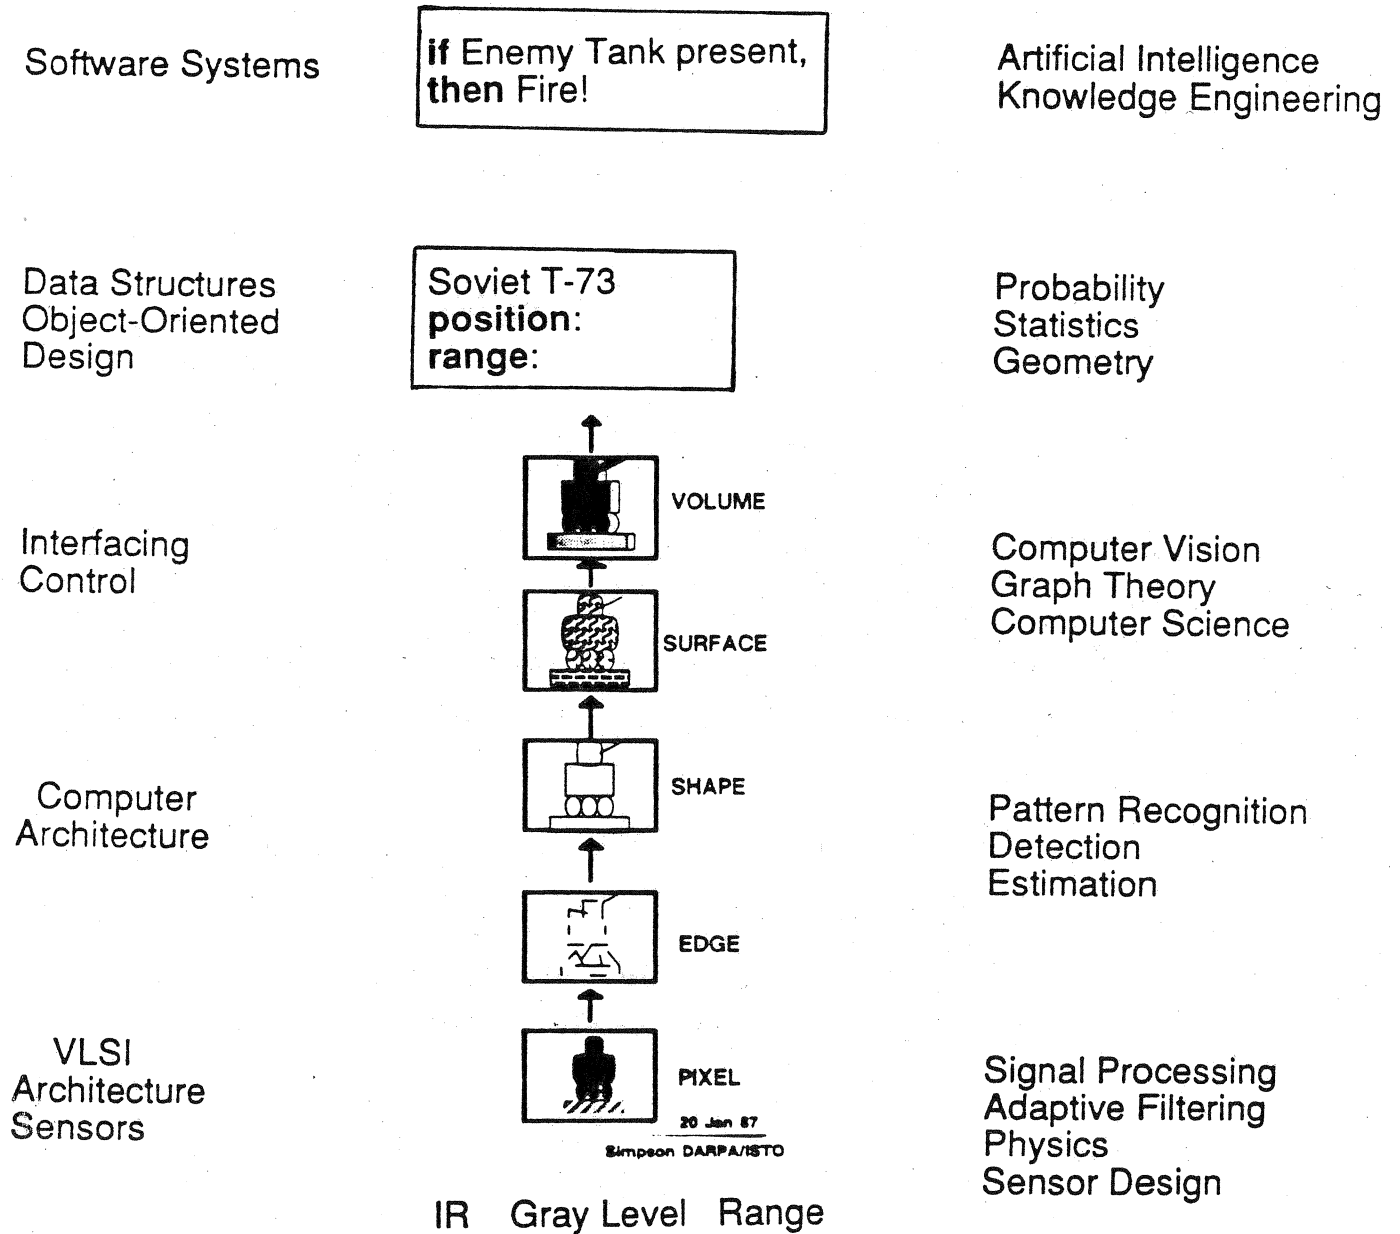 Software Systems
if Enemy Tank present,
then Fire!
Artificial Intelligence
Knowledge Engineering
Data Structures
Object-Oriented
Design
Soviet T-73
position:
range:
Probability
Statistics
Geometry
Interfacing
Control
VOLUME
SURFACE
Computer Vision
Graph Theory
Computer Science
Computer
Architecture
SHAPE
EDGE
Pattern Recognition
Detection
Estimation
VLSI
Architecture
Sensors
PIXEL
20 Jan 87
Simpson DARPA/ISTO
Signal Processing
Adaptive Filtering
Physics
Sensor Design
IR Gray Level Range